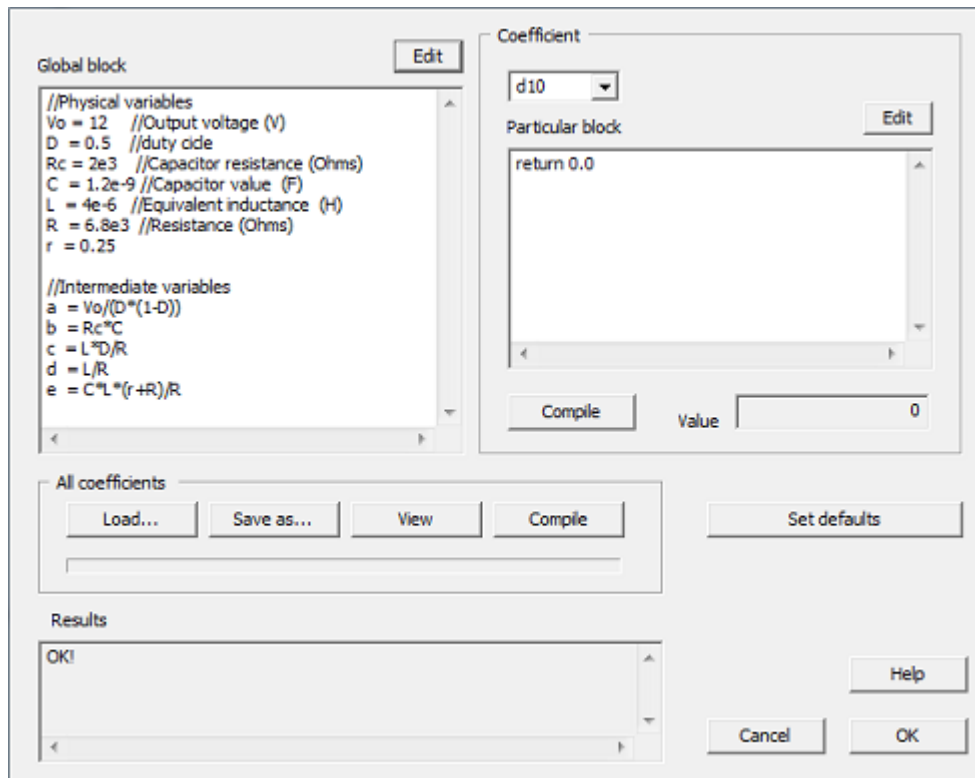 Global block
Edit
//Physical variables
Vo = 12 //Output voltage (V)
D = 0.5 //duty cicle
Rc = 2e3 //Capacitor resistance (Ohms)
C = 1.2e-9 //Capacitor value (F)
L = 4e-6 //Equivalent inductance (H)
R = 6.8e3 //Resistance (Ohms)
r = 0.25
//Intermediate variables
a = Vo/(D*(1-D))
b = Rc*C
c = L*D/R
d = L/R
e = C*L*(r+R)/R
Coefficient
d10
Particular block
Edit
return 0.0
Compile
Value
0
All coefficients
Load...
Save as...
View
Compile
Set defaults
Results
OK!
Help
Cancel
OK